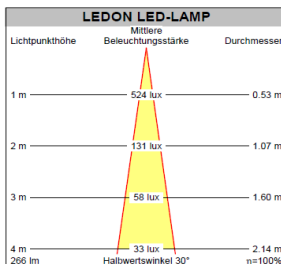 LEDON LED-LAMP
Mittlere
Lichtpunkthöhe Beleuchtungsstärke Durchmesser
1 m 524 lux 0.53 m
2 m 131 lux 1.07 m
3 m 58 lux 1.60 m
4 m 33 lux 2.14 m
266 lm Halbwertswinkel 30° η=100%